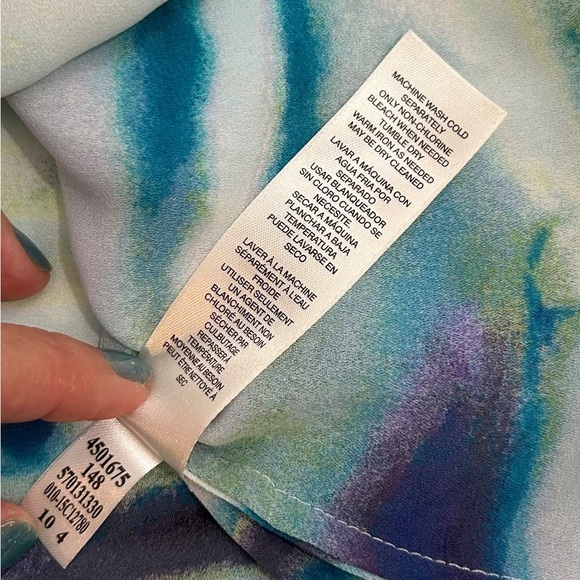 MACHINE WASH COLD
SEPARATELY
ONLY NON-CHLORINE
BLEACH WHEN NEEDED
TUMBLE DRY
WARM IRON AS NEEDED
MAY BE DRY CLEANED
LAVAR A MÁQUINA CON
AGUA FRIA POR
SEPARADO
USAR BLANQUEADOR
SIN CLORO CUANDO SE
NECESITE
SECAR A MÁQUINA
PLANCHAR A BAJA
TEMPERATURA
PUEDE LAVARSE EN
SECO
LAVER À LA MACHINE
SÉPARÉMENT À L'EAU
FROIDE
UTILISER SEULEMENT
UN AGENT DE
BLANCHIMENT NON
CHLORÉ AU BESOIN
SÉCHER PAR
CULBUTAGE
REPASSER À
TEMPÉRATURE
MOYENNE AU BESOIN
PEUT ÊTRE NETTOYÉ À
SEC
4501675
148
570131330
010-15C12780
10 4